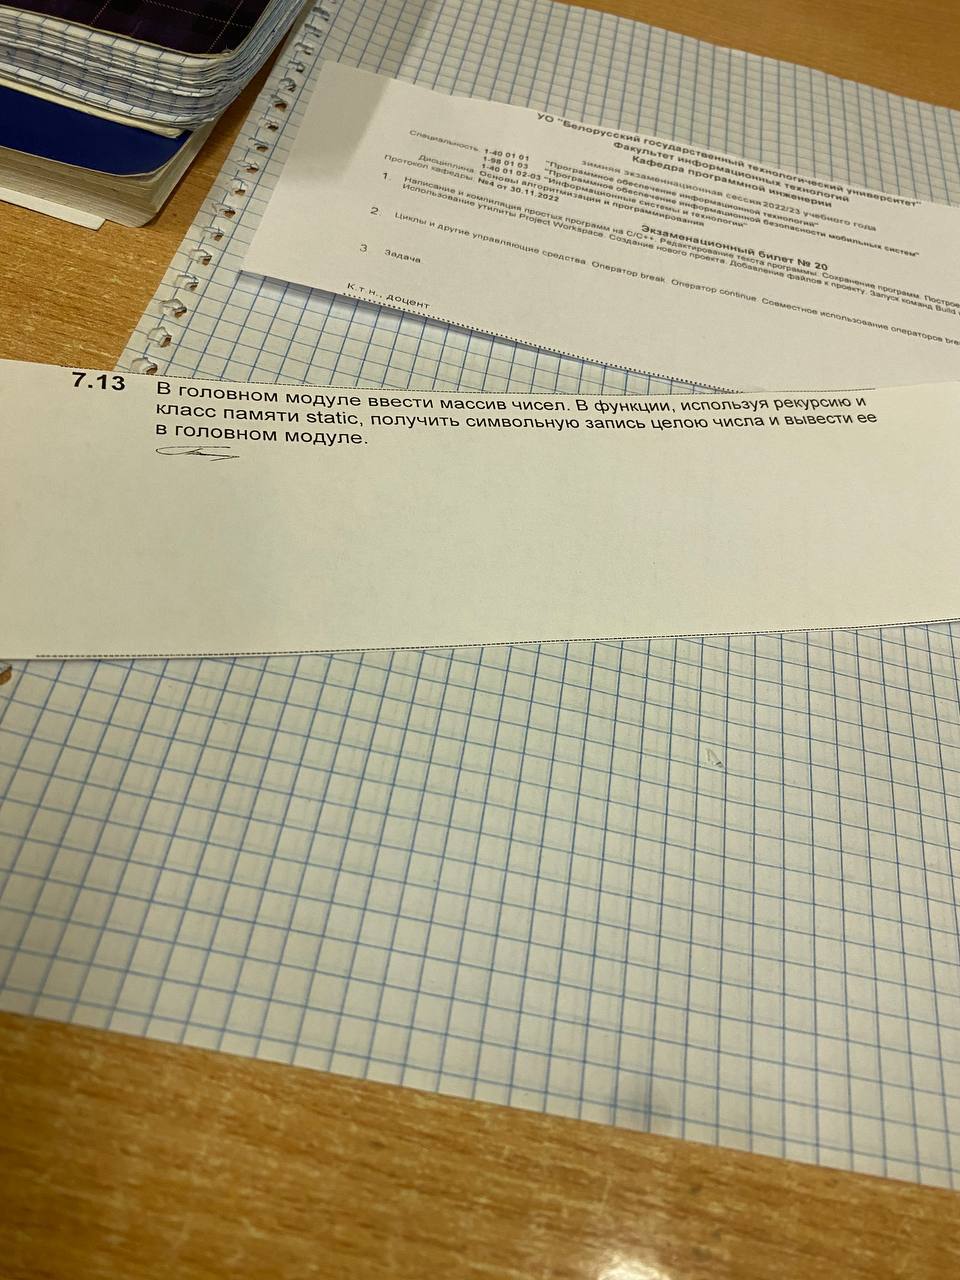 УО "Белорусский государственный технологический университет"
Факультет информационных технологий
Кафедра программной инженерии
зимняя экзаменационная сессия 2022/23 учебного года
Специальность 1-40 01 01 "Программное обеспечение информационной технологии"
1-98 01 03 "Программное обеспечение информационной безопасности мобильных систем"
1-40 01 02-03 "Информационные системы и технологии"
Дисциплина Основы алгоритмизации и программирования
Протокол кафедры №4 от 30.11.2022
Экзаменационный билет № 20
1. Написание и компиляция простых программ на С/С++. Редактирование текста программы. Сохранение программ.
Использование утилиты Project Workspace. Создание нового проекта. Добавление файлов к проекту. Запуск команд Build
2. Циклы и другие управляющие средства Оператор break. Оператор continue. Совместное использование операторов
3 Задача
К.т.н., доцент
7.13 В головном модуле ввести массив чисел. В функции, используя рекурсию и
класс памяти static, получить символьную запись целою числа и вывести ее
в головном модуле.